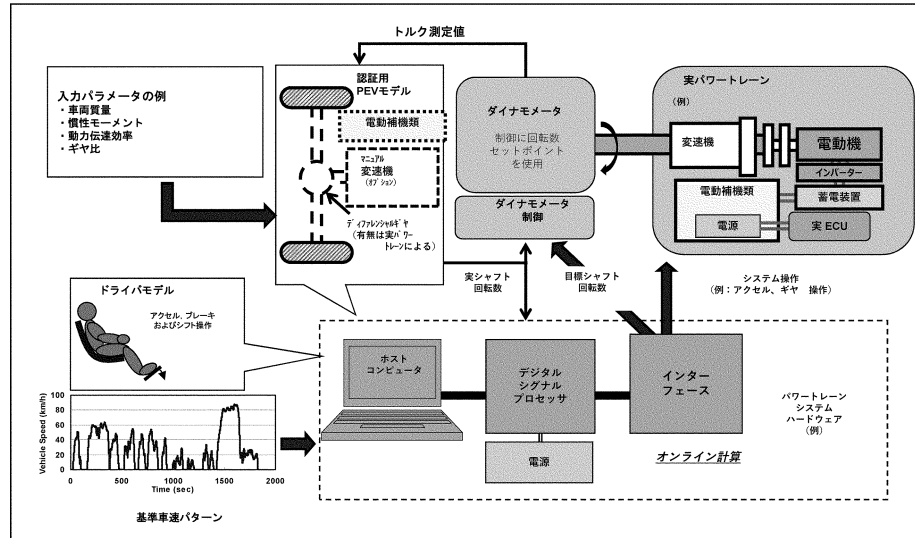 トルク測定値
入力パラメータの例
・車両質量
・慣性モーメント
・動力伝達効率
・ギヤ比
認証用
PEVモデル
電動補機類
マニュアル
変速機
(オプション)
ディファレンシャルギヤ
(有無は実パワー
トレーンによる)
ダイナモメータ
制御に回転数
セットポイント
を使用
ダイナモメータ
制御
実パワートレーン
(例)
変速機
電動機
インバーター
蓄電装置
電動補機類
電源
実 ECU
実シャフト
回転数
目標シャフト
回転数
システム操作
(例：アクセル、ギヤ 操作)
ドライバモデル
アクセル、ブレーキ
およびシフト操作
ホスト
コンピュータ
デジタル
シグナル
プロセッサ
インター
フェース
電源
オンライン計算
パワートレーン
システム
ハードウェア
(例)
Vehicle Speed (km/h)
100
80
60
40
20
0
0
500
1000
1500
2000
Time (sec)
基準車速パターン